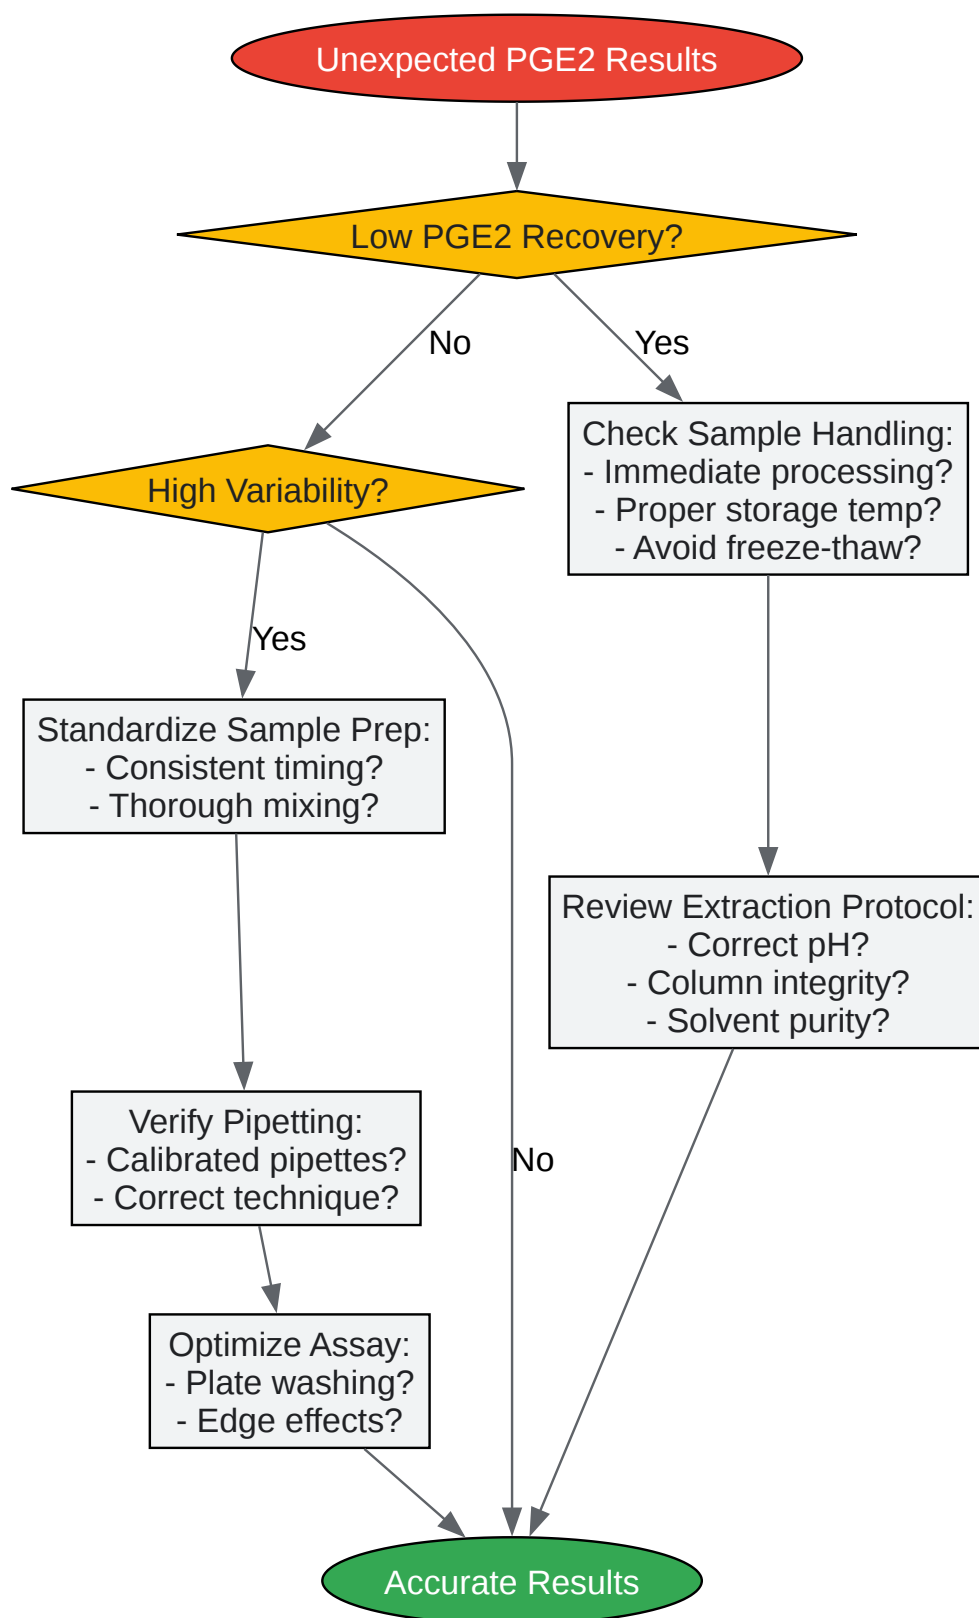 Unexpected PGE2 Results
Low PGE2 Recovery?
No
Yes
Check Sample Handling:
- Immediate processing?
- Proper storage temp?
- Avoid freeze-thaw?
High Variability?
Yes
Standardize Sample Prep:
- Consistent timing?
- Thorough mixing?
Review Extraction Protocol:
- Correct pH?
- Column integrity?
- Solvent purity?
Verify Pipetting:
- Calibrated pipettes?
- Correct technique?
No
Optimize Assay:
- Plate washing?
- Edge effects?
Accurate Results